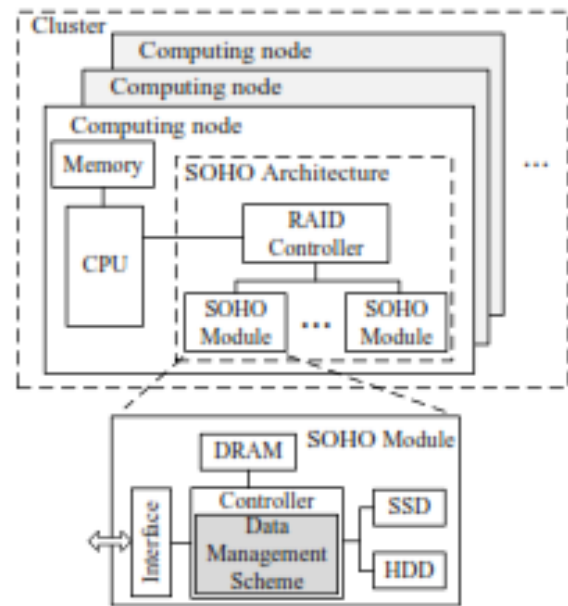 Cluster
Computing node
Computing node
Computing node
Memory
SOHO Architecture
RAID
Controller
CPU
SOHO
Module
...
SOHO
Module
...
SOHO Module
DRAM
Controller
Data
Management
Scheme
Interface
SSD
HDD